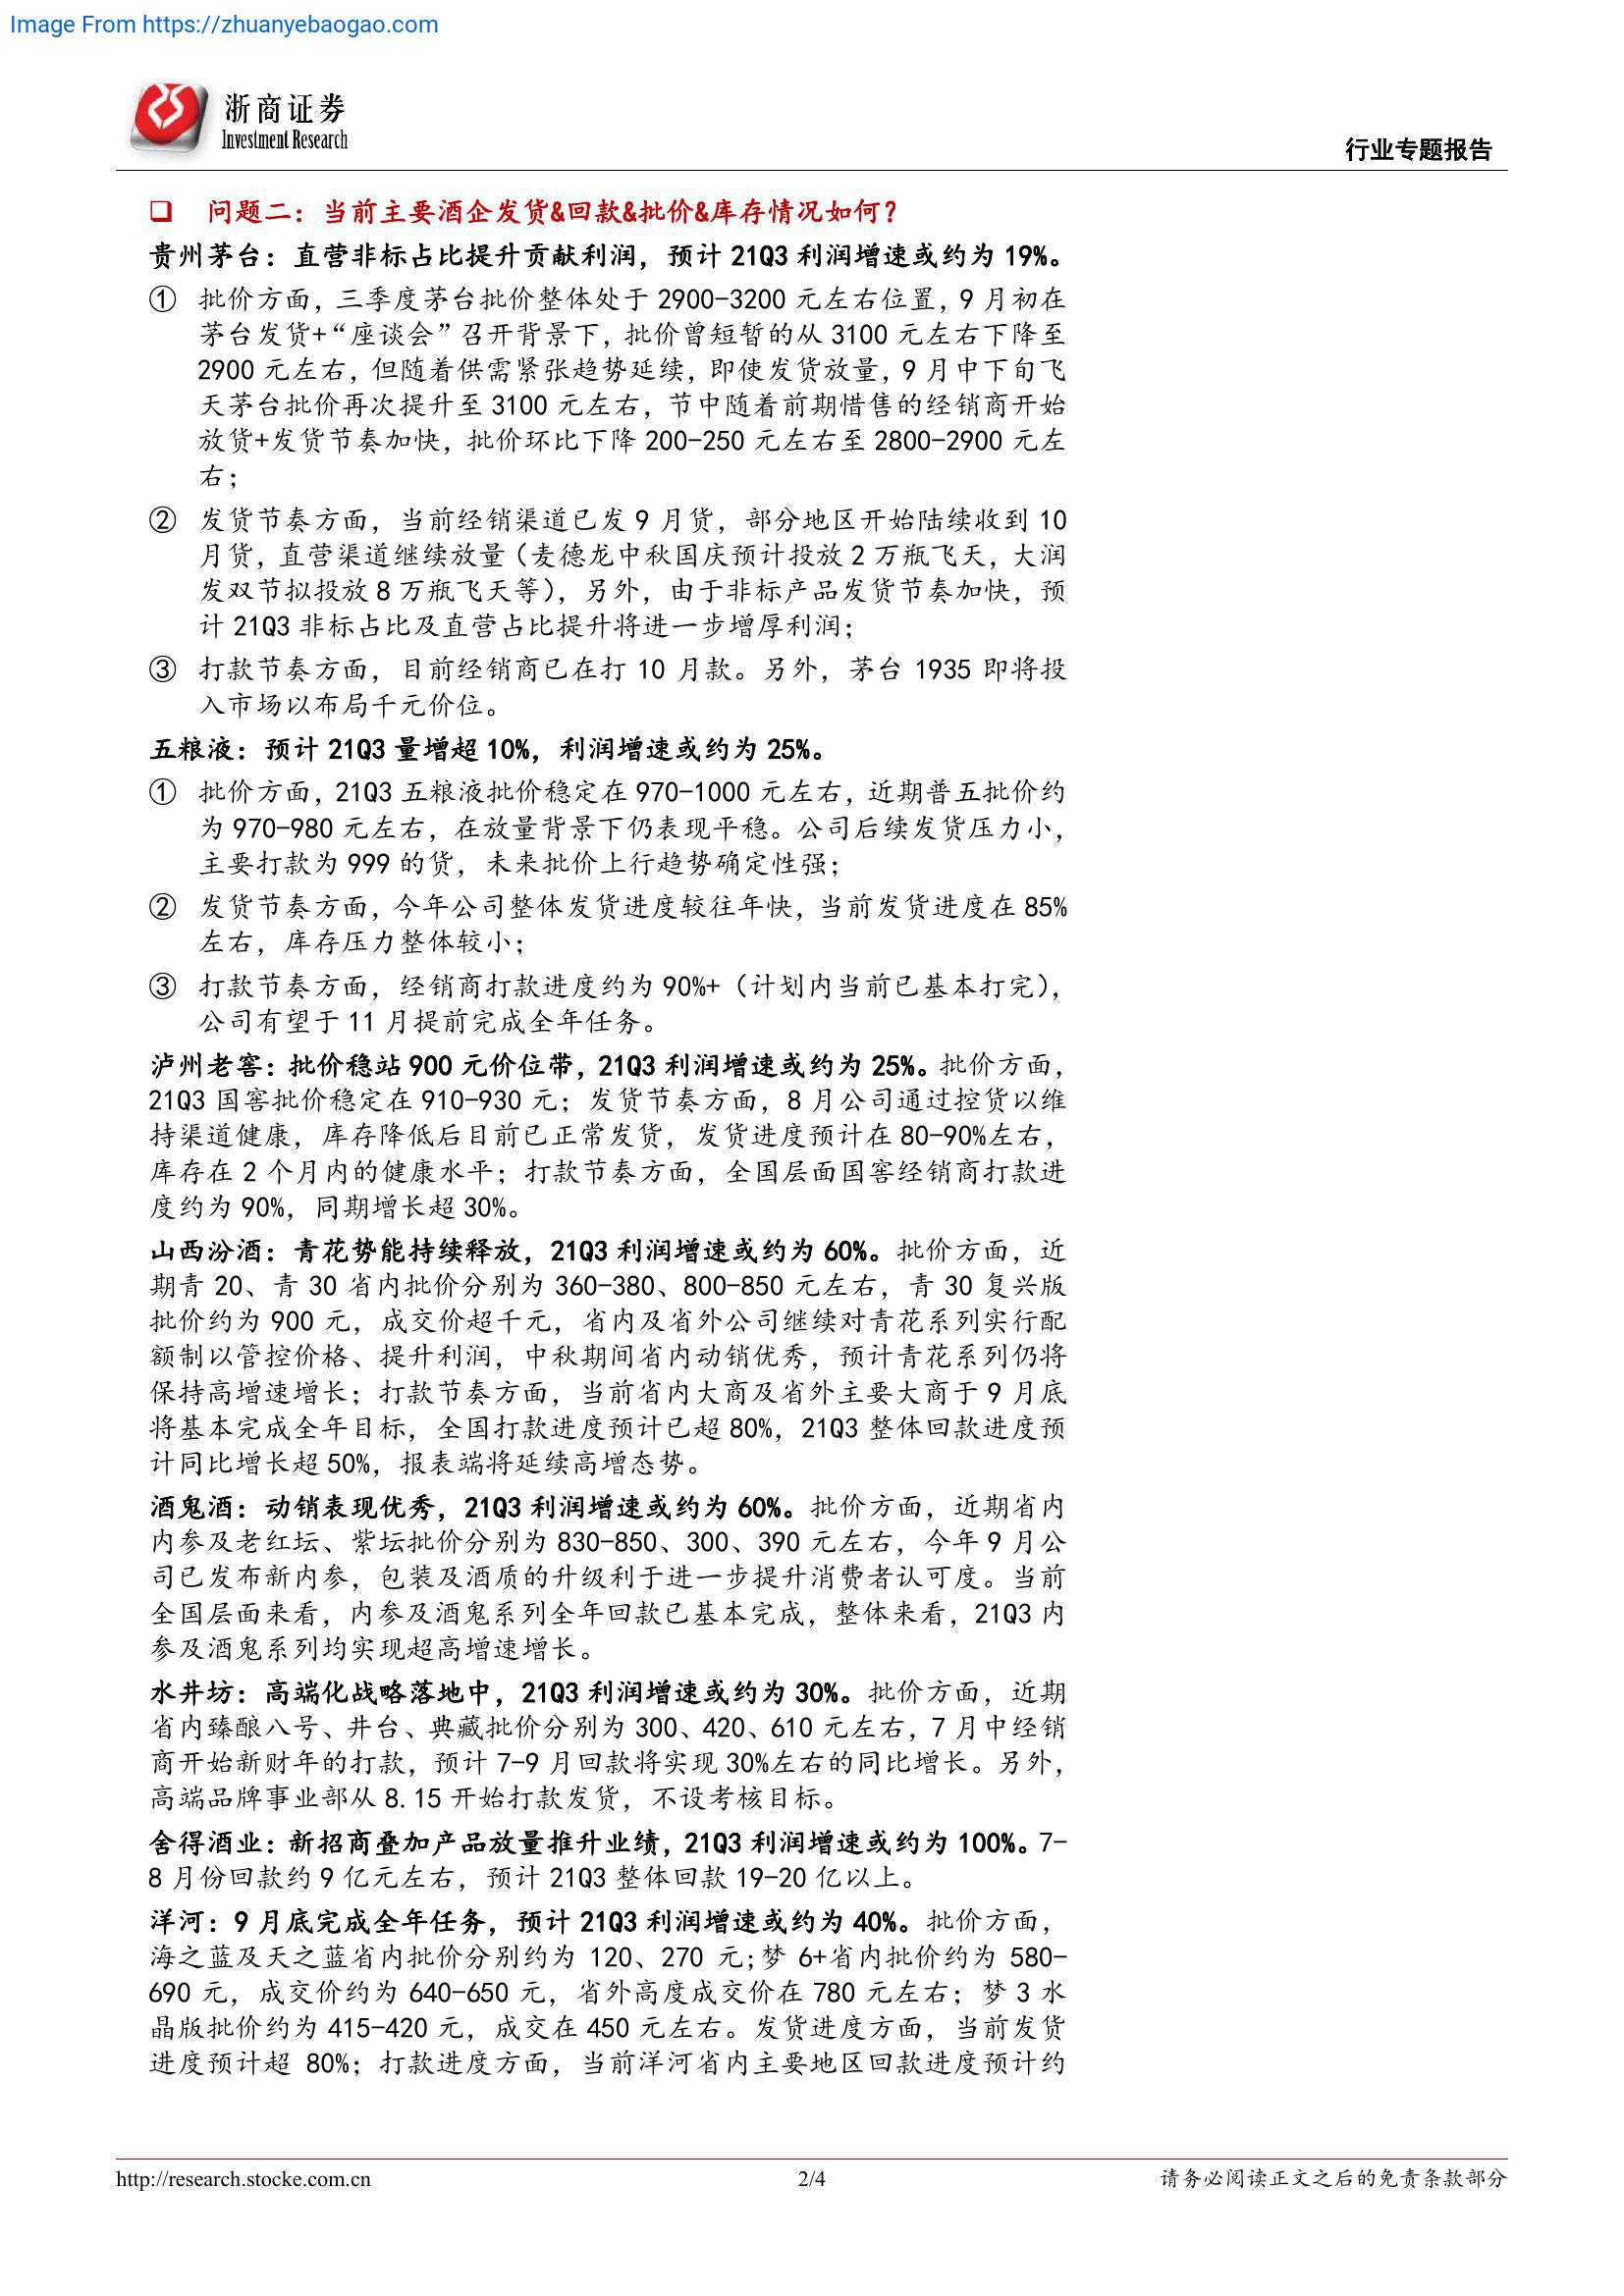 Image From https://zhuanyebaogao.com
浙商证券
Investment Research
行业专题报告
❑ 问题二：当前主要酒企发货&回款&批价&库存情况如何？
贵州茅台：直营非标占比提升贡献利润，预计 21Q3 利润增速或约为 19%。
① 批价方面，三季度茅台批价整体处于 2900-3200 元左右位置，9 月初在
茅台发货+“座谈会”召开背景下，批价曾短暂的从 3100 元左右下降至
2900 元左右，但随着供需紧张趋势延续，即使发货放量，9 月中下旬飞
天茅台批价再次提升至 3100 元左右，节中随着前期惜售的经销商开始
放货+发货节奏加快，批价环比下降 200-250 元左右至 2800-2900 元左
右；
② 发货节奏方面，当前经销渠道已发 9 月货，部分地区开始陆续收到 10
月货，直营渠道继续放量（麦德龙中秋国庆预计投放 2 万瓶飞天，大润
发双节拟投放 8 万瓶飞天等），另外，由于非标产品发货节奏加快，预
计 21Q3 非标占比及直营占比提升将进一步增厚利润；
③ 打款节奏方面，目前经销商已在打 10 月款。另外，茅台 1935 即将投
入市场以布局千元价位。
五粮液：预计 21Q3 量增超 10%，利润增速或约为 25%。
① 批价方面，21Q3 五粮液批价稳定在 970-1000 元左右，近期普五批价约
为 970-980 元左右，在放量背景下仍表现平稳。公司后续发货压力小，
主要打款为 999 的货，未来批价上行趋势确定性强；
② 发货节奏方面，今年公司整体发货进度较往年快，当前发货进度在 85%
左右，库存压力整体较小；
③ 打款节奏方面，经销商打款进度约为 90%+（计划内当前已基本打完），
公司有望于 11 月提前完成全年任务。
泸州老窖：批价稳站 900 元价位带，21Q3 利润增速或约为 25%。批价方面，
21Q3 国窖批价稳定在 910-930 元；发货节奏方面，8 月公司通过控货以维
持渠道健康，库存降低后目前已正常发货，发货进度预计在 80-90%左右，
库存在 2 个月内的健康水平；打款节奏方面，全国层面国窖经销商打款进
度约为 90%，同期增长超 30%。
山西汾酒：青花势能持续释放，21Q3 利润增速或约为 60%。批价方面，近
期青 20、青 30 省内批价分别为 360-380、800-850 元左右，青 30 复兴版
批价约为 900 元，成交价超千元，省内及省外公司继续对青花系列实行配
额制以管控价格、提升利润，中秋期间省内动销优秀，预计青花系列仍将
保持高增速增长；打款节奏方面，当前省内大商及省外主要大商于 9 月底
将基本完成全年目标，全国打款进度预计已超 80%，21Q3 整体回款进度预
计同比增长超 50%，报表端将延续高增态势。
酒鬼酒：动销表现优秀，21Q3 利润增速或约为 60%。批价方面，近期省内
内参及老红坛、紫坛批价分别为 830-850、300、390 元左右，今年 9 月公
司已发布新内参，包装及酒质的升级利于进一步提升消费者认可度。当前
全国层面来看，内参及酒鬼系列全年回款已基本完成，整体来看，21Q3 内
参及酒鬼系列均实现超高增速增长。
水井坊：高端化战略落地中，21Q3 利润增速或约为 30%。批价方面，近期
省内臻酿八号、井台、典藏批价分别为 300、420、610 元左右，7 月中经销
商开始新财年的打款，预计 7-9 月回款将实现 30%左右的同比增长。另外，
高端品牌事业部从 8.15 开始打款发货，不设考核目标。
舍得酒业：新招商叠加产品放量推升业绩，21Q3 利润增速或约为 100%。7-
8 月份回款约 9 亿元左右，预计 21Q3 整体回款 19-20 亿以上。
洋河：9 月底完成全年任务，预计 21Q3 利润增速或约为 40%。批价方面，
海之蓝及天之蓝省内批价分别约为 120、270 元;梦 6+省内批价约为 580-
690 元，成交价约为 640-650 元，省外高度成交价在 780 元左右；梦 3 水
晶版批价约为 415-420 元，成交在 450 元左右。发货进度方面，当前发货
进度预计超 80%；打款进度方面，当前洋河省内主要地区回款进度预计约
http://research.stocke.com.cn
2/4
请务必阅读正文之后的免责条款部分